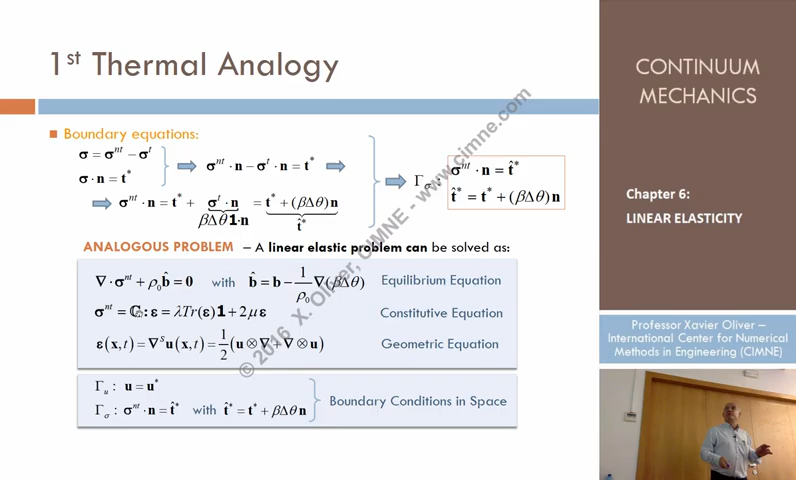 1st Thermal Analogy
Boundary equations:
σ = σ^nt − σ^t
σ · n = t*
σ^nt · n − σ^t · n = t*
σ^nt · n = t* + σ^t · n = t* + (βΔθ)n
βΔθ1·n
t̂*
Γσ :
σ^nt · n = t̂*
t̂* = t* + (βΔθ)n
ANALOGOUS PROBLEM – A linear elastic problem can be solved as:
∇ · σ^nt + ρ₀b̂ = 0 with b̂ = b − 1/ρ₀ ∇(βΔθ) Equilibrium Equation
σ^nt = ℂ : ε = λTr(ε)1 + 2με Constitutive Equation
ε(x,t) = ∇^S u(x,t) = 1/2 (u⊗∇ + ∇⊗u) Geometric Equation
Γu : u = u*
Γσ : σ^nt · n = t̂* with t̂* = t* + βΔθn
Boundary Conditions in Space
© 2016 X. Oliver, CIMNE - www.cimne.com
CONTINUUM
MECHANICS
Chapter 6:
LINEAR ELASTICITY
Professor Xavier Oliver –
International Center for Numerical
Methods in Engineering (CIMNE)